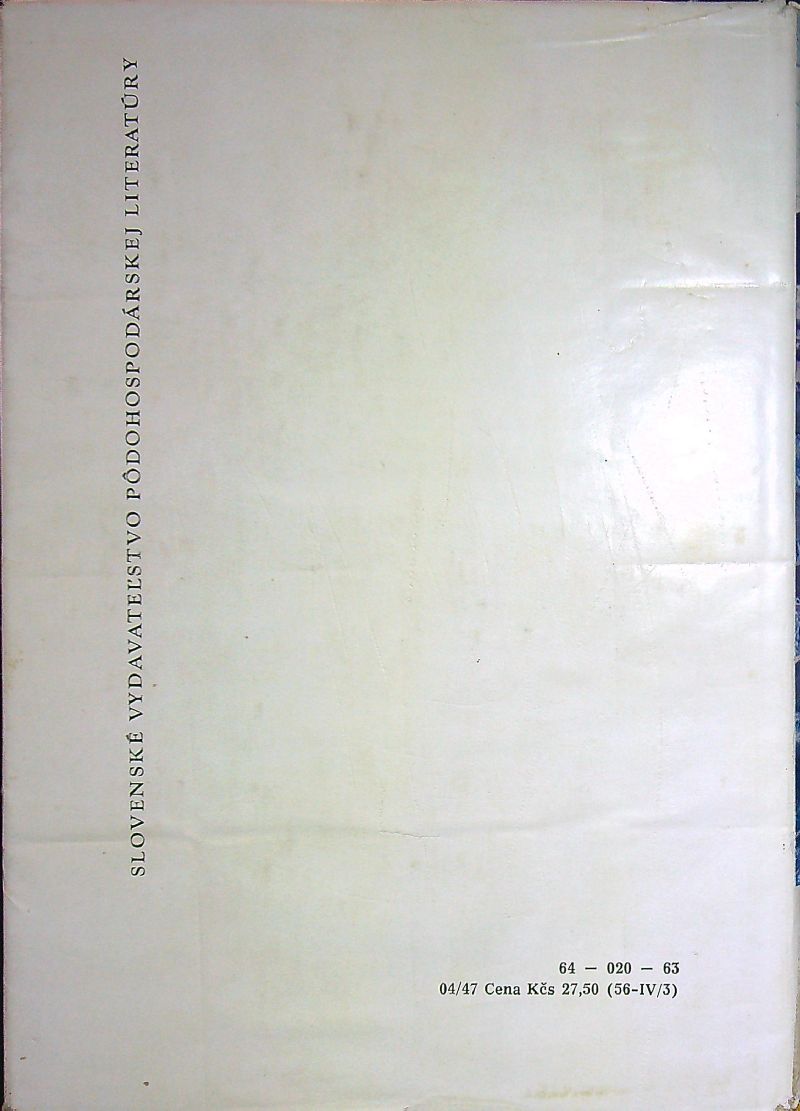 SLOVENSKÉ VYDAVATEĽSTVO PÔDOHOSPODÁRSKEJ LITERATÚRY
64 — 020 — 63
04/47 Cena Kčs 27,50 (56-IV/3)